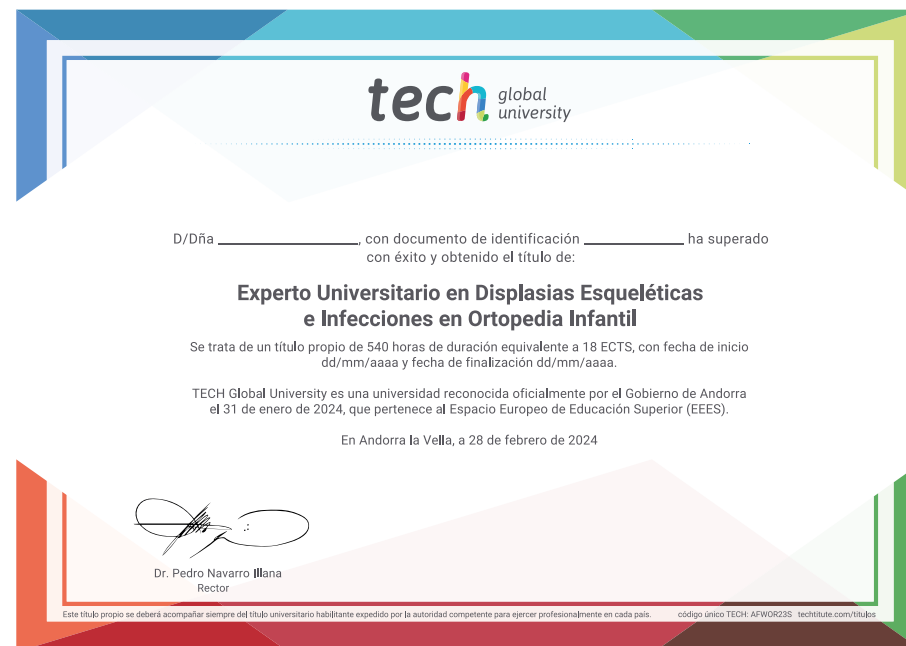 tech global university
D/Dña ____________________, con documento de identificación ______________ ha superado
con éxito y obtenido el título de:
Experto Universitario en Displasias Esqueléticas
e Infecciones en Ortopedia Infantil
Se trata de un título propio de 540 horas de duración equivalente a 18 ECTS, con fecha de inicio
dd/mm/aaaa y fecha de finalización dd/mm/aaaa.
TECH Global University es una universidad reconocida oficialmente por el Gobierno de Andorra
el 31 de enero de 2024, que pertenece al Espacio Europeo de Educación Superior (EEES).
En Andorra la Vella, a 28 de febrero de 2024
Dr. Pedro Navarro Illana
Rector
Este título propio se deberá acompañar siempre del título universitario habilitante expedido por la autoridad competente para ejercer profesionalmente en cada país. código único TECH: AFWOR23S techtitute.com/titulos